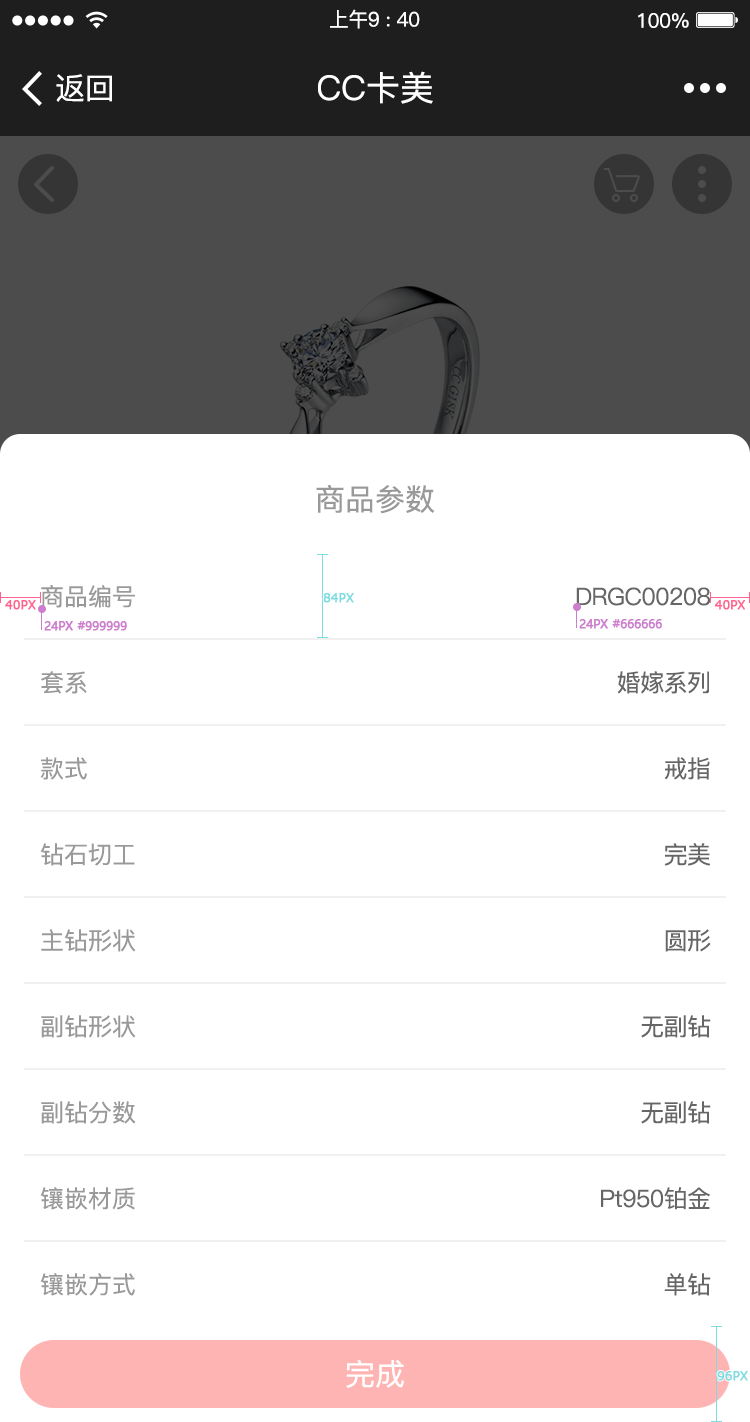 上午9 : 40
100%
返回
CC卡美
商品参数
商品编号
DRGC00208
40PX
84PX
40PX
24PX #999999
24PX #666666
套系
婚嫁系列
款式
戒指
钻石切工
完美
主钻形状
圆形
副钻形状
无副钻
副钻分数
无副钻
镶嵌材质
Pt950铂金
镶嵌方式
单钻
完成
96PX